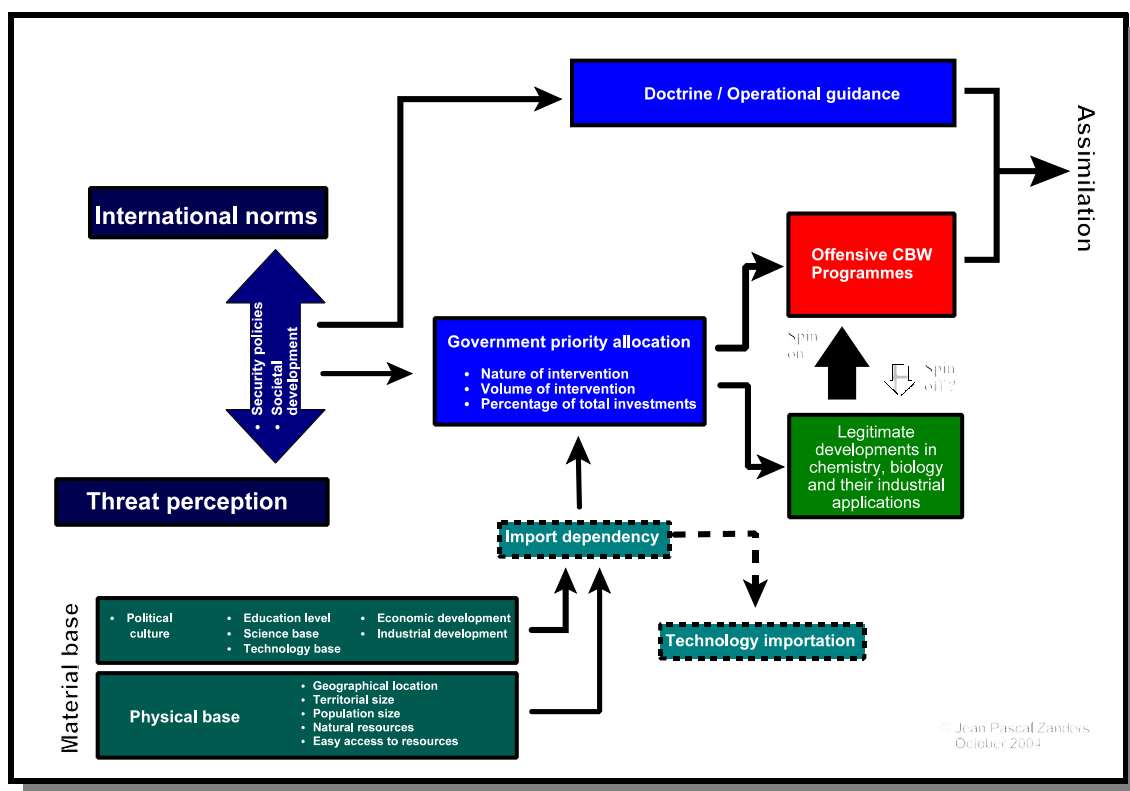 Doctrine / Operational guidance
Assimilation
International norms
Offensive CBW
Programmes
• Security policies
• Societal
development
Government priority allocation
• Nature of intervention
• Volume of intervention
• Percentage of total investments
Spin
on
Spin
off ?
Legitimate
developments in
chemistry, biology
and their industrial
applications
Threat perception
Import dependency
Technology importation
Material base
• Political
culture
• Education level
• Science base
• Technology base
• Economic development
• Industrial development
Physical base
• Geographical location
• Territorial size
• Population size
• Natural resources
• Easy access to resources
© Jean Pascal Zanders
October 2004